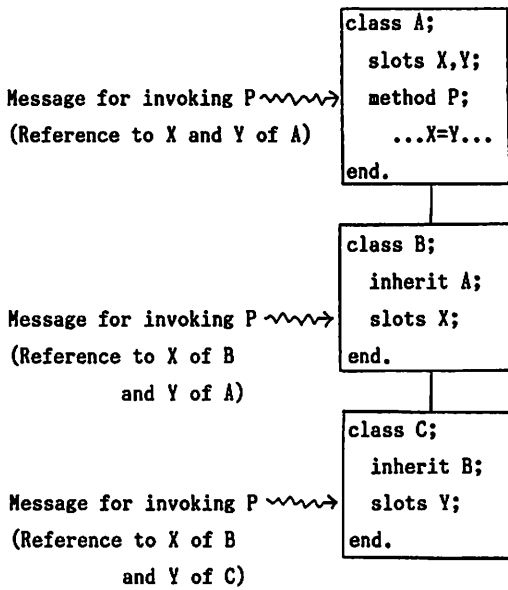 class A;
slots X,Y;
Message for invoking P
method P;
(Reference to X and Y of A)
...X=Y...
end.
class B;
inherit A;
Message for invoking P
slots X;
(Reference to X of B
end.
and Y of A)
class C;
inherit B;
Message for invoking P
slots Y;
(Reference to X of B
end.
and Y of C)